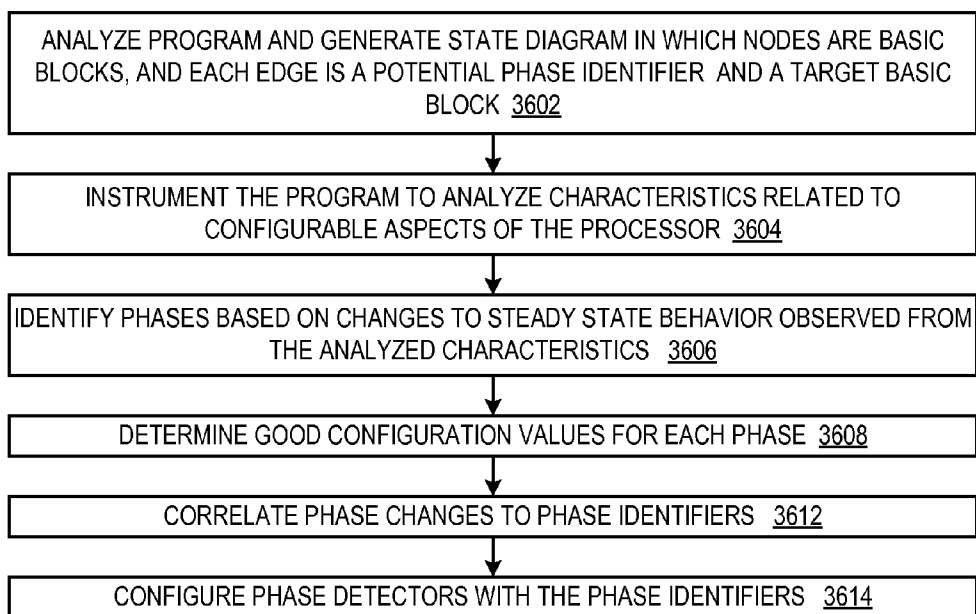 ANALYZE PROGRAM AND GENERATE STATE DIAGRAM IN WHICH NODES ARE BASIC
BLOCKS, AND EACH EDGE IS A POTENTIAL PHASE IDENTIFIER AND A TARGET BASIC
BLOCK 3602
INSTRUMENT THE PROGRAM TO ANALYZE CHARACTERISTICS RELATED TO
CONFIGURABLE ASPECTS OF THE PROCESSOR 3604
IDENTIFY PHASES BASED ON CHANGES TO STEADY STATE BEHAVIOR OBSERVED FROM
THE ANALYZED CHARACTERISTICS 3606
DETERMINE GOOD CONFIGURATION VALUES FOR EACH PHASE 3608
CORRELATE PHASE CHANGES TO PHASE IDENTIFIERS 3612
CONFIGURE PHASE DETECTORS WITH THE PHASE IDENTIFIERS 3614